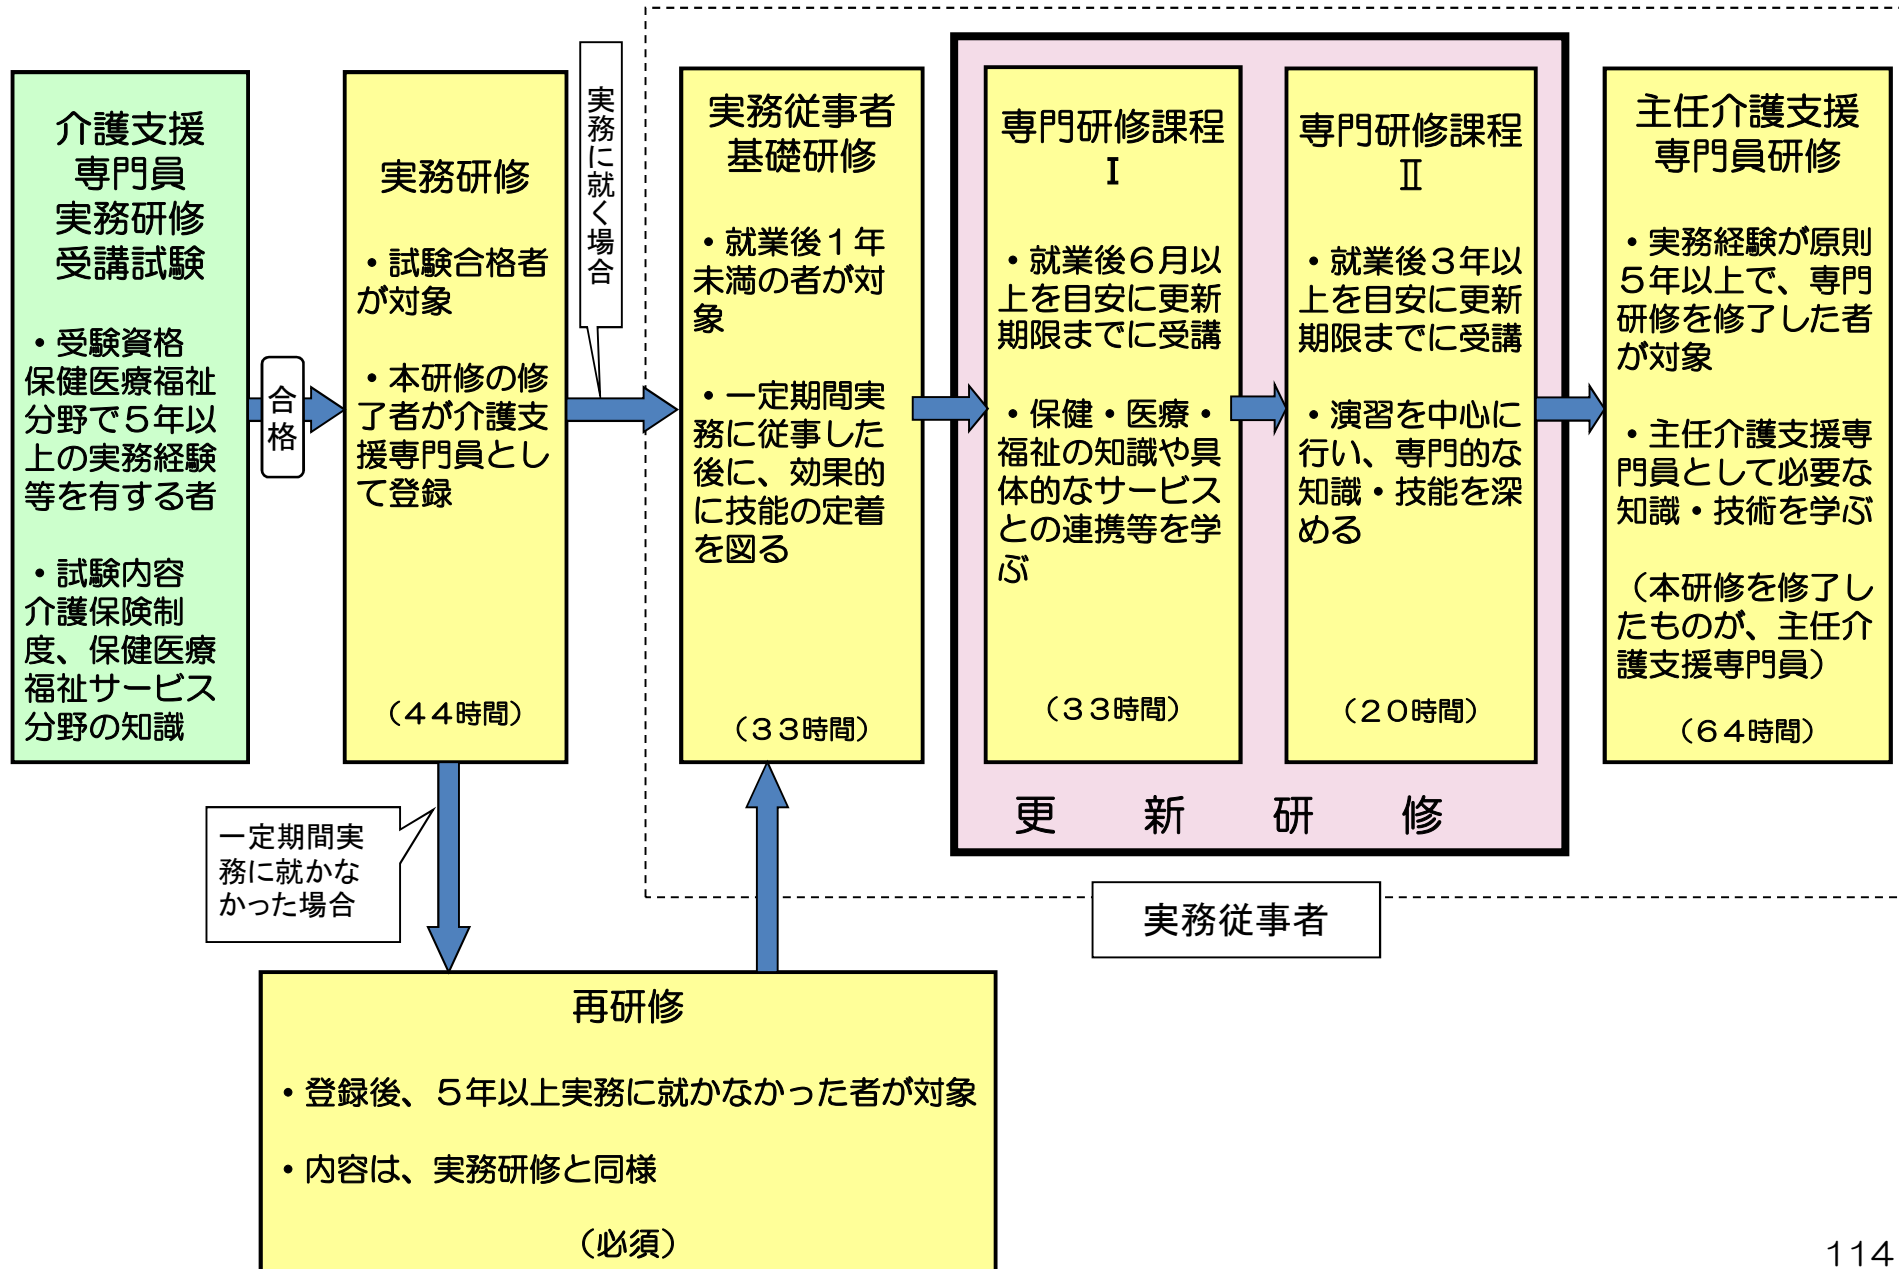 介護支援
専門員
実務研修
受講試験
・受験資格
保健医療福祉
分野で５年以
上の実務経験
等を有する者
・試験内容
介護保険制
度、保健医療
福祉サービス
分野の知識
合格
実務研修
・試験合格者
が対象
・本研修の修
了者が介護支
援専門員とし
て登録
（４４時間）
実務に就く場合
実務従事者
基礎研修
・就業後１年
未満の者が対
象
・一定期間実
務に従事した
後に、効果的
に技能の定着
を図る
（３３時間）
専門研修課程
Ⅰ
・就業後６月以
上を目安に更新
期限までに受講
・保健・医療・
福祉の知識や具
体的なサービス
との連携等を学
ぶ
（３３時間）
専門研修課程
Ⅱ
・就業後３年以
上を目安に更新
期限までに受講
・演習を中心に
行い、専門的な
知識・技能を深
める
（２０時間）
更　新　研　修
主任介護支援
専門員研修
・実務経験が原則
５年以上で、専門
研修を修了した者
が対象
・主任介護支援専
門員として必要な
知識・技術を学ぶ
（本研修を修了し
たものが、主任介
護支援専門員）
（６４時間）
一定期間実
務に就かな
かった場合
実務従事者
再研修
・登録後、５年以上実務に就かなかった者が対象
・内容は、実務研修と同様
（必須）
114